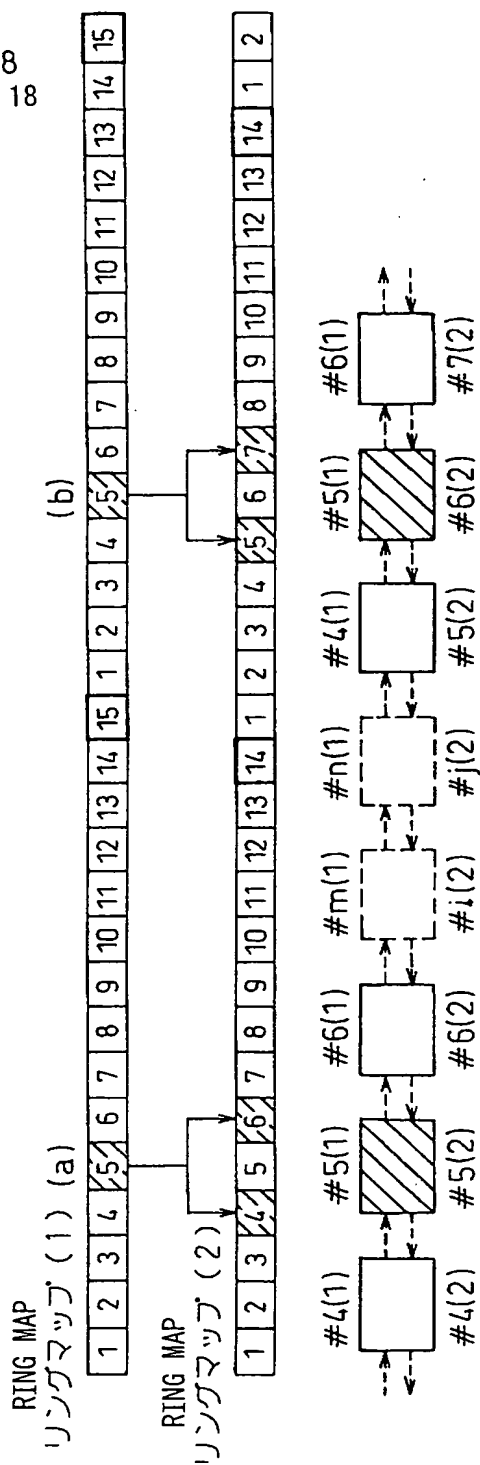 8
18
RING MAP
リングマップ (1) (a)
(b)
1 2 3 4 5 6 7 8 9 10 11 12 13 14 15 1 2 3 4 5 6 7 8 9 10 11 12 13 14 15
RING MAP
リングマップ (2)
1 2 3 4 5 6 7 8 9 10 11 12 13 14 1 2 3 4 5 6 7 8 9 10 11 12 13 14 1 2
#4(1) #5(1) #6(1) #m(1) #n(1) #4(1) #5(1) #6(1)
#4(2) #5(2) #6(2) #i(2) #j(2) #5(2) #6(2) #7(2)